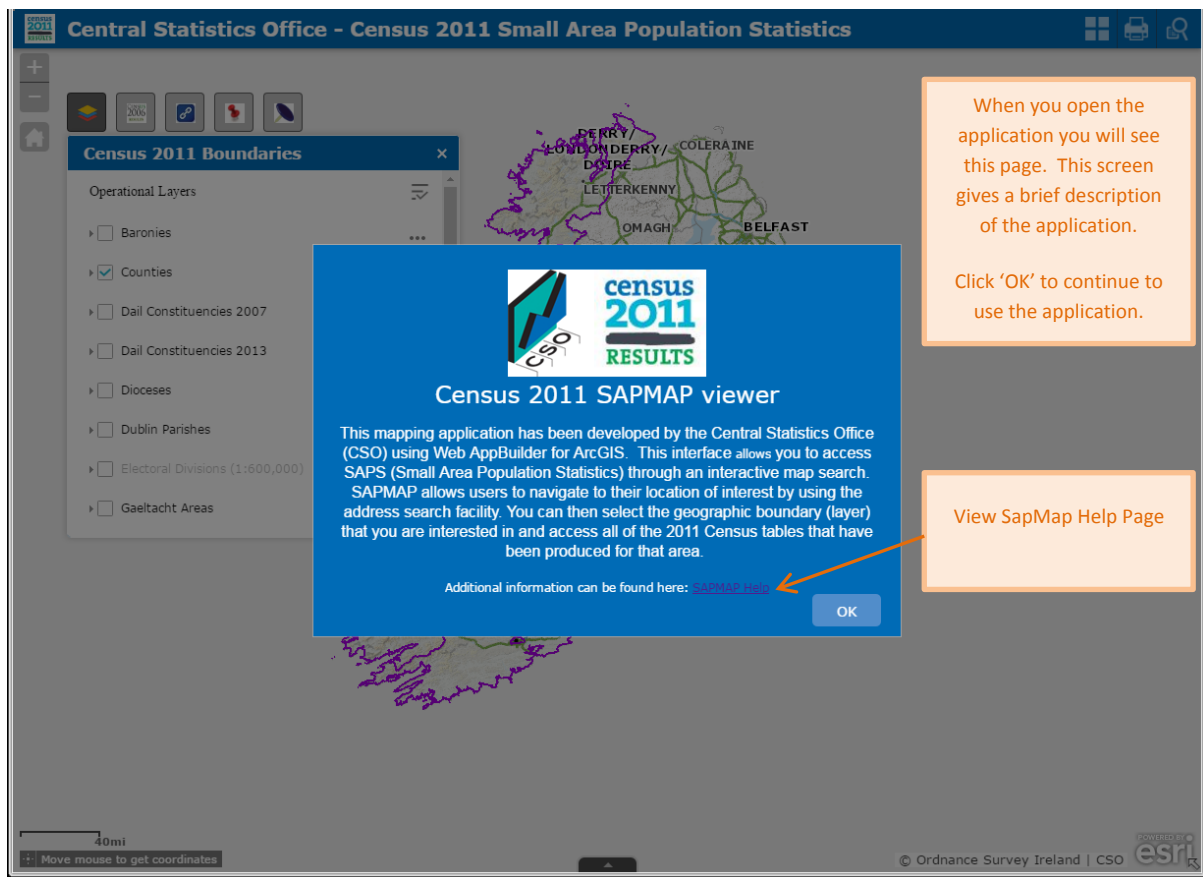 census
2011
RESULTS
Central Statistics Office - Census 2011 Small Area Population Statistics
+
−
CENSUS
2006
Census 2011 Boundaries ×
Operational Layers
Baronies ...
Counties
Dail Constituencies 2007
Dail Constituencies 2013
Dioceses
Dublin Parishes
Electoral Divisions (1:600,000)
Gaeltacht Areas
DERRY/
LONDONDERRY/
DOIRE
COLERAINE
LETTERKENNY
OMAGH
BELFAST
When you open the
application you will see
this page. This screen
gives a brief description
of the application.
Click ‘OK’ to continue to
use the application.
CSO
census
2011
RESULTS
Census 2011 SAPMAP viewer
This mapping application has been developed by the Central Statistics Office
(CSO) using Web AppBuilder for ArcGIS. This interface allows you to access
SAPS (Small Area Population Statistics) through an interactive map search.
SAPMAP allows users to navigate to their location of interest by using the
address search facility. You can then select the geographic boundary (layer)
that you are interested in and access all of the 2011 Census tables that have
been produced for that area.
Additional information can be found here: SAPMAP Help
OK
View SapMap Help Page
40mi
Move mouse to get coordinates
© Ordnance Survey Ireland | CSO
POWERED BY
esri